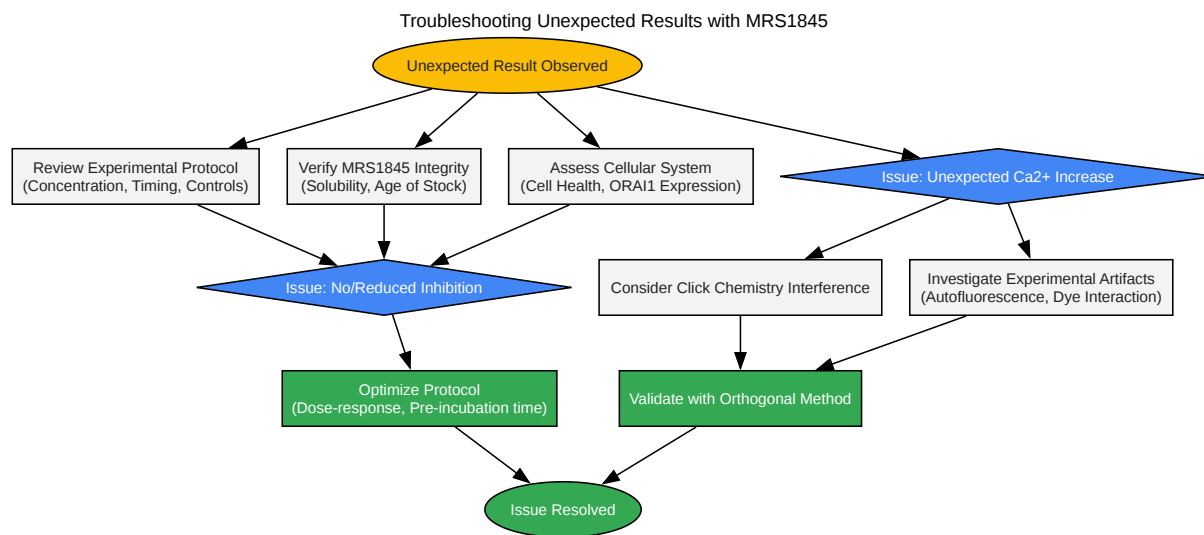 Troubleshooting Unexpected Results with MRS1845
Unexpected Result Observed
Review Experimental Protocol
(Concentration, Timing, Controls)
Verify MRS1845 Integrity
(Solubility, Age of Stock)
Assess Cellular System
(Cell Health, ORAI1 Expression)
Issue: Unexpected Ca2+ Increase
Issue: No/Reduced Inhibition
Consider Click Chemistry Interference
Investigate Experimental Artifacts
(Autofluorescence, Dye Interaction)
Optimize Protocol
(Dose-response, Pre-incubation time)
Validate with Orthogonal Method
Issue Resolved